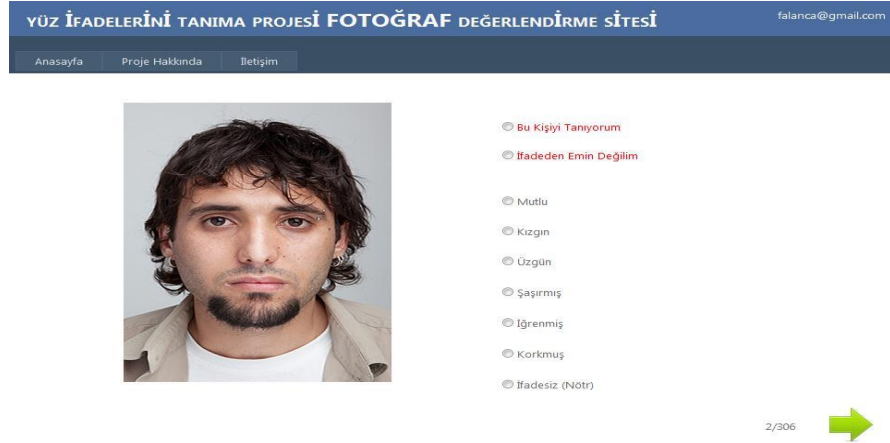 YÜZ İFADELERİNİ TANIMA PROJESİ FOTOĞRAF DEĞERLENDİRME SİTESİ
falanca@gmail.com
Anasayfa Proje Hakkında İletişim
Bu Kişiyi Tanıyorum
İfadeden Emin Değilim
Mutlu
Kızgın
Üzgün
Şaşırmış
İğrenmiş
Korkmuş
İfadesiz (Nötr)
2/306